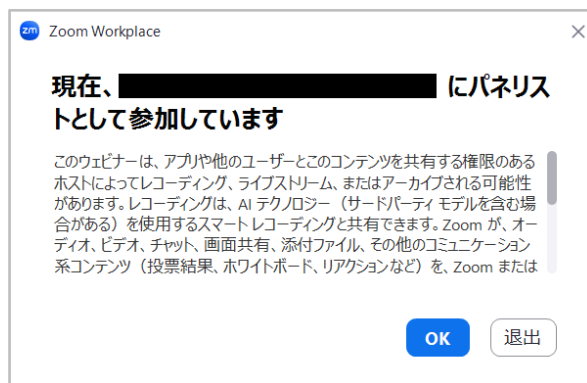 zm Zoom Workplace
現在、 にパネリス
トとして参加しています
このウェビナーは、アプリや他のユーザーとこのコンテンツを共有する権限のある
ホストによってレコーディング、ライブストリーム、またはアーカイブされる可能性
があります。レコーディングは、AI テクノロジー（サードパーティ モデルを含む場
合がある）を使用するスマート レコーディングと共有できます。Zoom が、オー
ディオ、ビデオ、チャット、画面共有、添付ファイル、その他のコミュニケーション
系コンテンツ（投票結果、ホワイトボード、リアクションなど）を、Zoom または
OK 退出